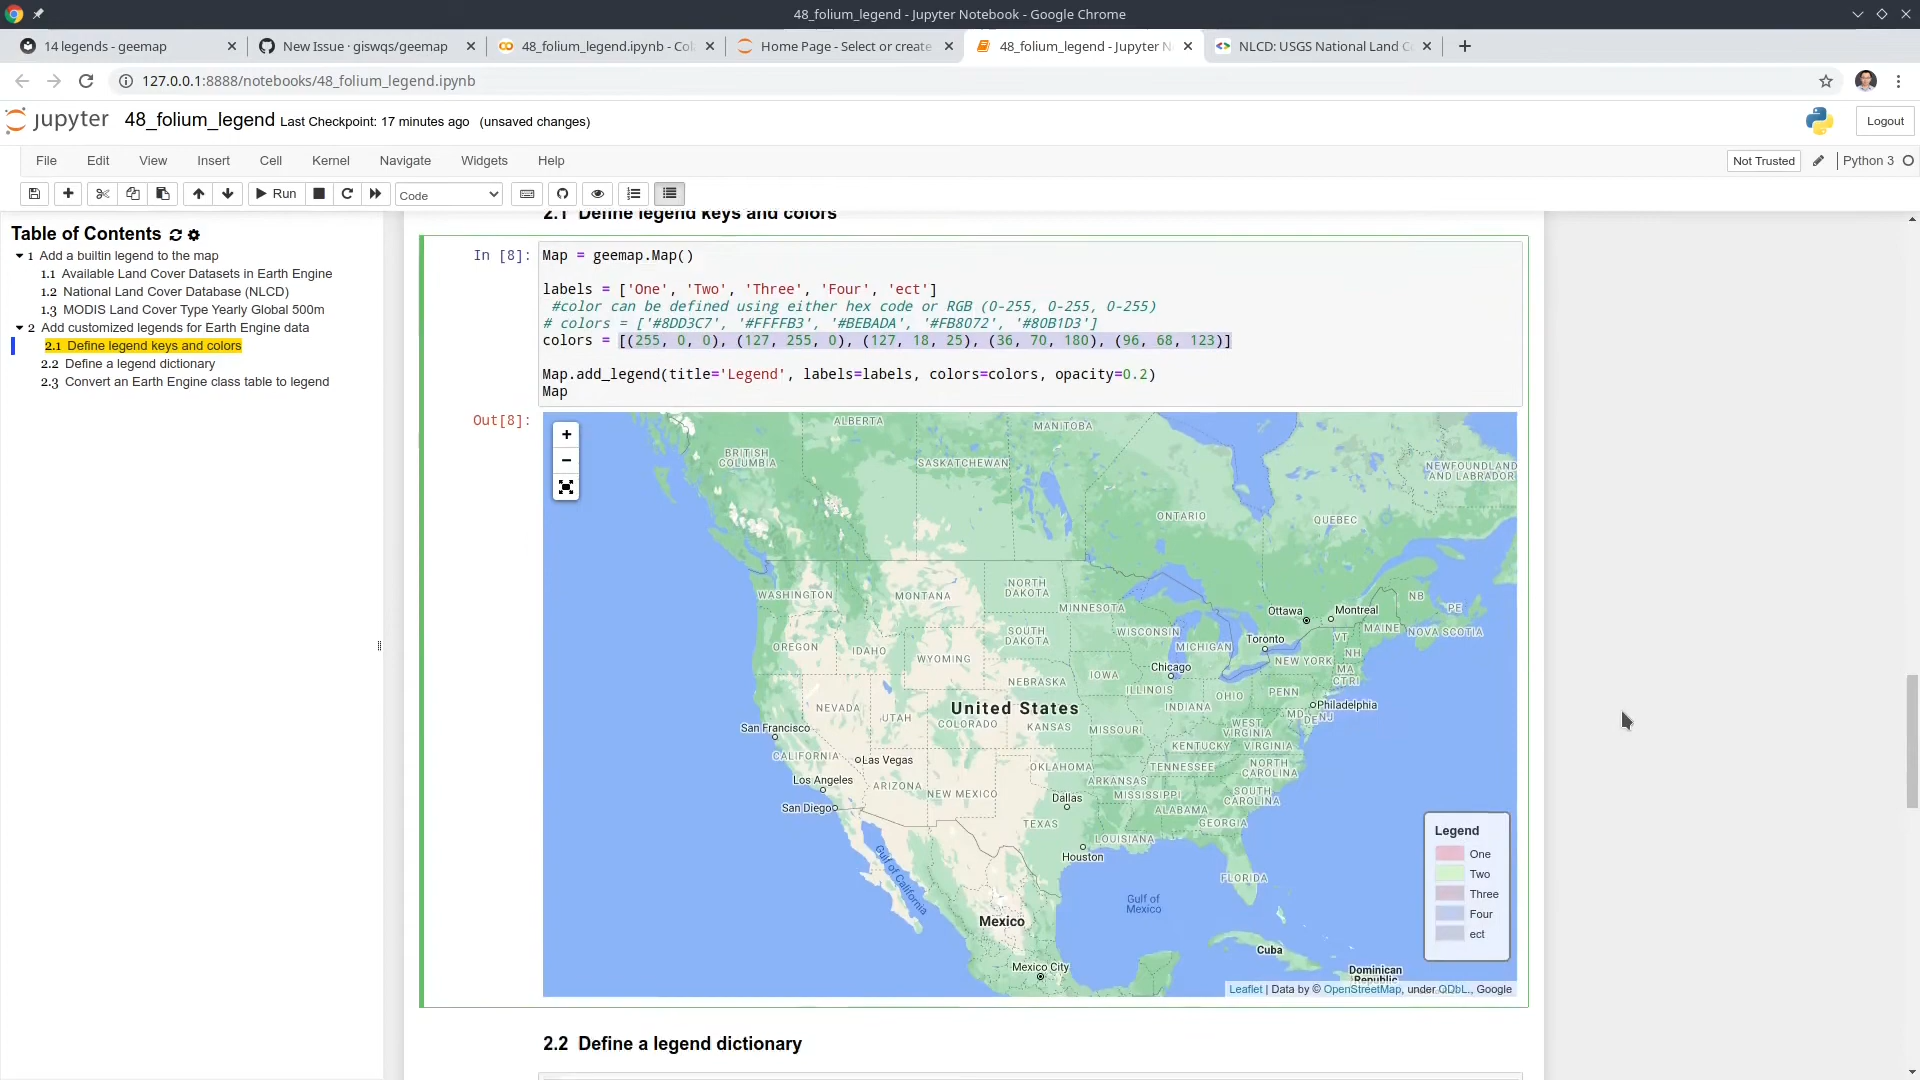 48_folium_legend - Jupyter Notebook - Google Chrome
14 legends - geemap
New Issue · giswqs/geemap
48_folium_legend.ipynb - Col
Home Page - Select or create
48_folium_legend - Jupyter N
NLCD: USGS National Land C
127.0.0.1:8888/notebooks/48_folium_legend.ipynb
jupyter 48_folium_legend Last Checkpoint: 17 minutes ago (unsaved changes)
Logout
File Edit View Insert Cell Kernel Navigate Widgets Help
Not Trusted
Python 3
Run
Code
Table of Contents
1 Add a builtin legend to the map
1.1 Available Land Cover Datasets in Earth Engine
1.2 National Land Cover Database (NLCD)
1.3 MODIS Land Cover Type Yearly Global 500m
2 Add customized legends for Earth Engine data
2.1 Define legend keys and colors
2.2 Define a legend dictionary
2.3 Convert an Earth Engine class table to legend
2.1 Define legend keys and colors
In [8]:
Map = geemap.Map()
labels = ['One', 'Two', 'Three', 'Four', 'ect']
#color can be defined using either hex code or RGB (0-255, 0-255, 0-255)
# colors = ['#8DD3C7', '#FFFFB3', '#BEBADA', '#FB8072', '#80B1D3']
colors = [(255, 0, 0), (127, 255, 0), (127, 18, 25), (36, 70, 180), (96, 68, 123)]
Map.add_legend(title='Legend', labels=labels, colors=colors, opacity=0.2)
Map
Out[8]:
+
−
ALBERTA
MANITOBA
BRITISH
COLUMBIA
SASKATCHEWAN
NEWFOUNDLAND
AND LABRADOR
ONTARIO
QUEBEC
WASHINGTON
MONTANA
NORTH
DAKOTA
MINNESOTA
Ottawa
Montreal
NB
PE
MAINE
NOVA SCOTIA
OREGON
IDAHO
SOUTH
DAKOTA
WISCONSIN
MICHIGAN
Toronto
VT
NH
WYOMING
Chicago
NEW YORK
MA
CT RI
NEBRASKA
IOWA
ILLINOIS
OHIO
PENN
NEVADA
UTAH
United States
COLORADO
KANSAS
MISSOURI
INDIANA
WEST
VIRGINIA
MD
DE
NJ
Philadelphia
San Francisco
CALIFORNIA
Las Vegas
KENTUCKY
VIRGINIA
Los Angeles
ARIZONA
NEW MEXICO
OKLAHOMA
ARKANSAS
TENNESSEE
NORTH
CAROLINA
San Diego
Dallas
MISSISSIPPI
SOUTH
CAROLINA
ALABAMA
TEXAS
GEORGIA
LOUISIANA
Houston
Gulf of California
FLORIDA
Gulf of
Mexico
Mexico
Cuba
Mexico City
Dominican
Republic
Legend
One
Two
Three
Four
ect
Leaflet | Data by © OpenStreetMap, under ODbL., Google
2.2 Define a legend dictionary